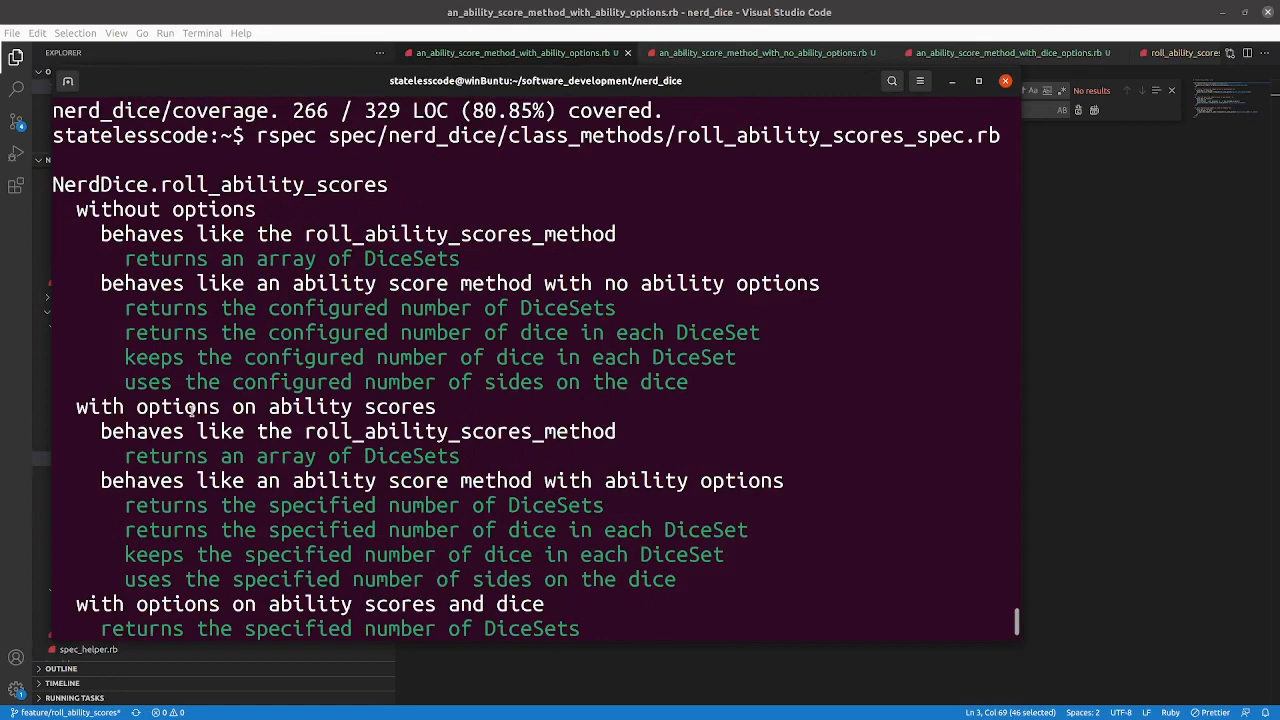 an_ability_score_method_with_ability_options.rb - nerd_dice - Visual Studio Code
File Edit Selection View Go Run Terminal Help
EXPLORER
an_ability_score_method_with_ability_options.rb U
an_ability_score_method_with_no_ability_options.rb U
an_ability_score_method_with_dice_options.rb U
roll_ability_scores
statelesscode@winBuntu:~/software_development/nerd_dice
No results
nerd_dice/coverage. 266 / 329 LOC (80.85%) covered.
statelesscode:~$ rspec spec/nerd_dice/class_methods/roll_ability_scores_spec.rb
NerdDice.roll_ability_scores
without options
behaves like the roll_ability_scores_method
returns an array of DiceSets
behaves like an ability score method with no ability options
returns the configured number of DiceSets
returns the configured number of dice in each DiceSet
keeps the configured number of dice in each DiceSet
uses the configured number of sides on the dice
with options on ability scores
behaves like the roll_ability_scores_method
returns an array of DiceSets
behaves like an ability score method with ability options
returns the specified number of DiceSets
returns the specified number of dice in each DiceSet
keeps the specified number of dice in each DiceSet
uses the specified number of sides on the dice
with options on ability scores and dice
returns the specified number of DiceSets
spec_helper.rb
OUTLINE
TIMELINE
RUNNING TASKS
feature/roll_ability_scores* 0 0 Ln 3, Col 69 (46 selected) Spaces: 2 UTF-8 LF Ruby Prettier